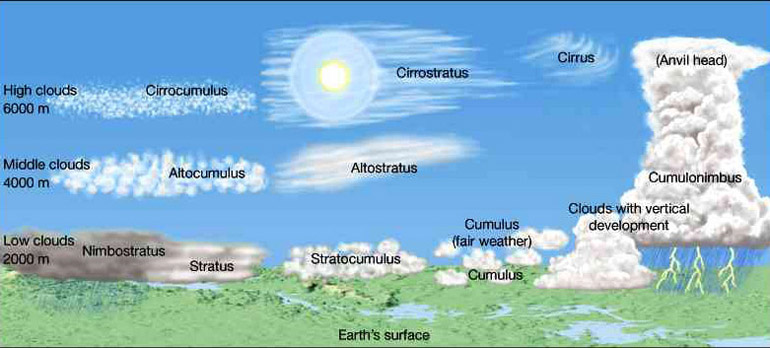 High clouds
6000 m
Cirrocumulus
Cirrostratus
Cirrus
(Anvil head)
Middle clouds
4000 m
Altocumulus
Altostratus
Cumulonimbus
Clouds with vertical
development
Low clouds
2000 m
Nimbostratus
Stratus
Stratocumulus
Cumulus
(fair weather)
Cumulus
Earth's surface